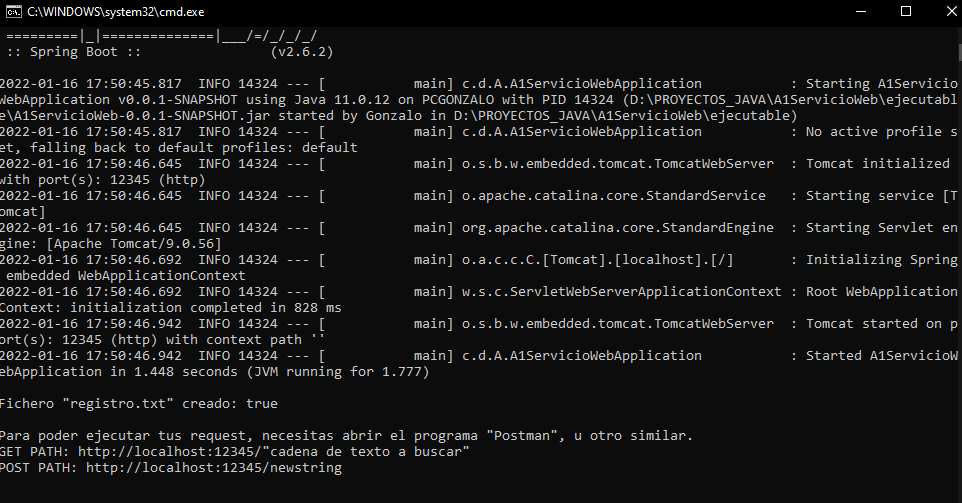 C:\WINDOWS\system32\cmd.exe
=========|_|==============|___/=/_/_/_/
:: Spring Boot ::                (v2.6.2)
2022-01-16 17:50:45.817  INFO 14324 --- [           main] c.d.A.A1ServicioWebApplication           : Starting A1Servicio
WebApplication v0.0.1-SNAPSHOT using Java 11.0.12 on PCGONZALO with PID 14324 (D:\PROYECTOS_JAVA\A1ServicioWeb\ejecutabl
e\A1ServicioWeb-0.0.1-SNAPSHOT.jar started by Gonzalo in D:\PROYECTOS_JAVA\A1ServicioWeb\ejecutable)
2022-01-16 17:50:45.817  INFO 14324 --- [           main] c.d.A.A1ServicioWebApplication           : No active profile s
et, falling back to default profiles: default
2022-01-16 17:50:46.645  INFO 14324 --- [           main] o.s.b.w.embedded.tomcat.TomcatWebServer  : Tomcat initialized
with port(s): 12345 (http)
2022-01-16 17:50:46.645  INFO 14324 --- [           main] o.apache.catalina.core.StandardService   : Starting service [T
omcat]
2022-01-16 17:50:46.645  INFO 14324 --- [           main] org.apache.catalina.core.StandardEngine  : Starting Servlet en
gine: [Apache Tomcat/9.0.56]
2022-01-16 17:50:46.692  INFO 14324 --- [           main] o.a.c.c.C.[Tomcat].[localhost].[/]       : Initializing Spring
embedded WebApplicationContext
2022-01-16 17:50:46.692  INFO 14324 --- [           main] w.s.c.ServletWebServerApplicationContext : Root WebApplication
Context: initialization completed in 828 ms
2022-01-16 17:50:46.942  INFO 14324 --- [           main] o.s.b.w.embedded.tomcat.TomcatWebServer  : Tomcat started on p
ort(s): 12345 (http) with context path ''
2022-01-16 17:50:46.942  INFO 14324 --- [           main] c.d.A.A1ServicioWebApplication           : Started A1ServicioW
ebApplication in 1.448 seconds (JVM running for 1.777)
Fichero "registro.txt" creado: true
Para poder ejecutar tus request, necesitas abrir el programa "Postman", u otro similar.
GET PATH: http://localhost:12345/"cadena de texto a buscar"
POST PATH: http://localhost:12345/newstring